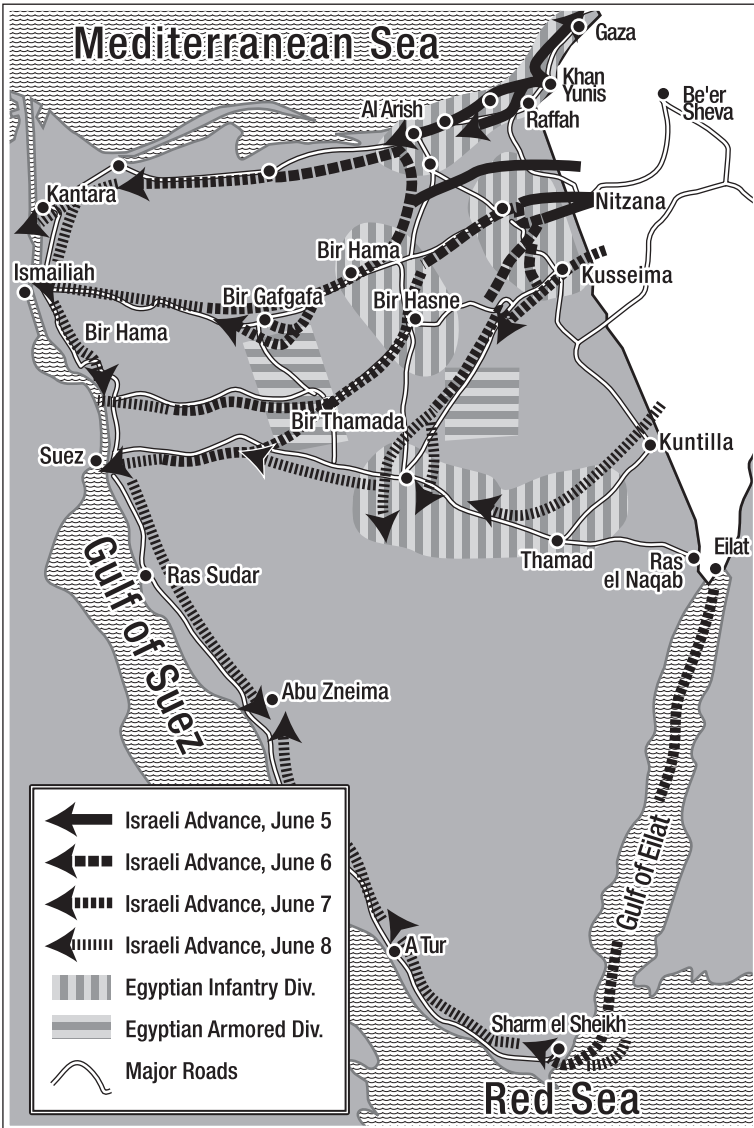 Mediterranean Sea
Gaza
Khan
Yunis
Be'er
Sheva
Al Arish
Raffah
Kantara
Nitzana
Bir Hama
Ismailiah
Kusseima
Bir Gafgafa
Bir Hasne
Bir Hama
Bir Thamada
Suez
Kuntilla
Thamad
Ras
el Naqab
Eilat
Gulf of Suez
Ras Sudar
Abu Zneima
Israeli Advance, June 5
Israeli Advance, June 6
Israeli Advance, June 7
Israeli Advance, June 8
Egyptian Infantry Div.
Egyptian Armored Div.
Major Roads
Gulf of Eilat
A Tur
Sharm el Sheikh
Red Sea